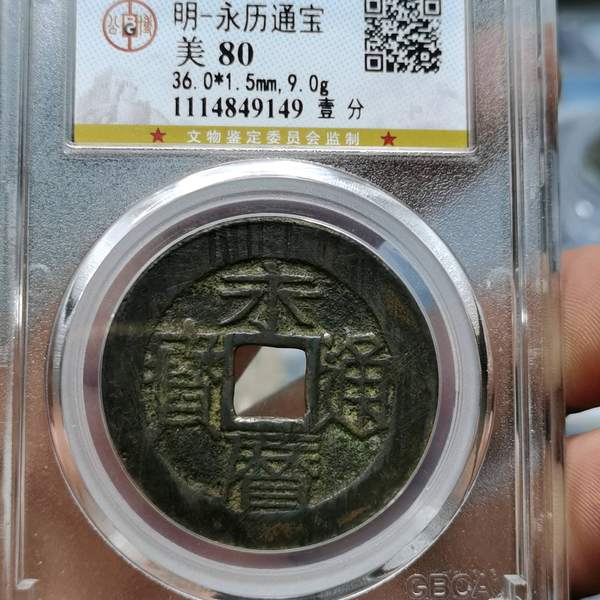 明-永历通宝
美 80
36.0*1.5mm,9.0g
1114849149 壹 分
★ 文物鉴定委员会监制 ★
永
寳 通
曆
GBCA